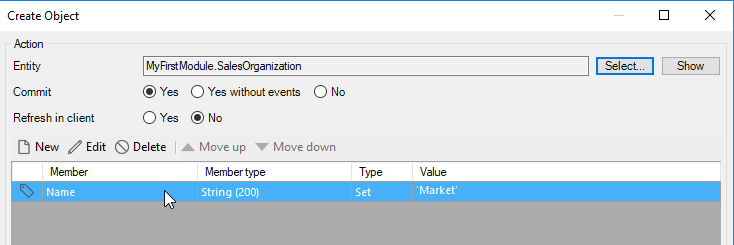 Create Object
Action
Entity MyFirstModule.SalesOrganization Select... Show
Commit Yes Yes without events No
Refresh in client Yes No
New Edit Delete Move up Move down
Member Member type Type Value
Name String (200) Set 'Market'